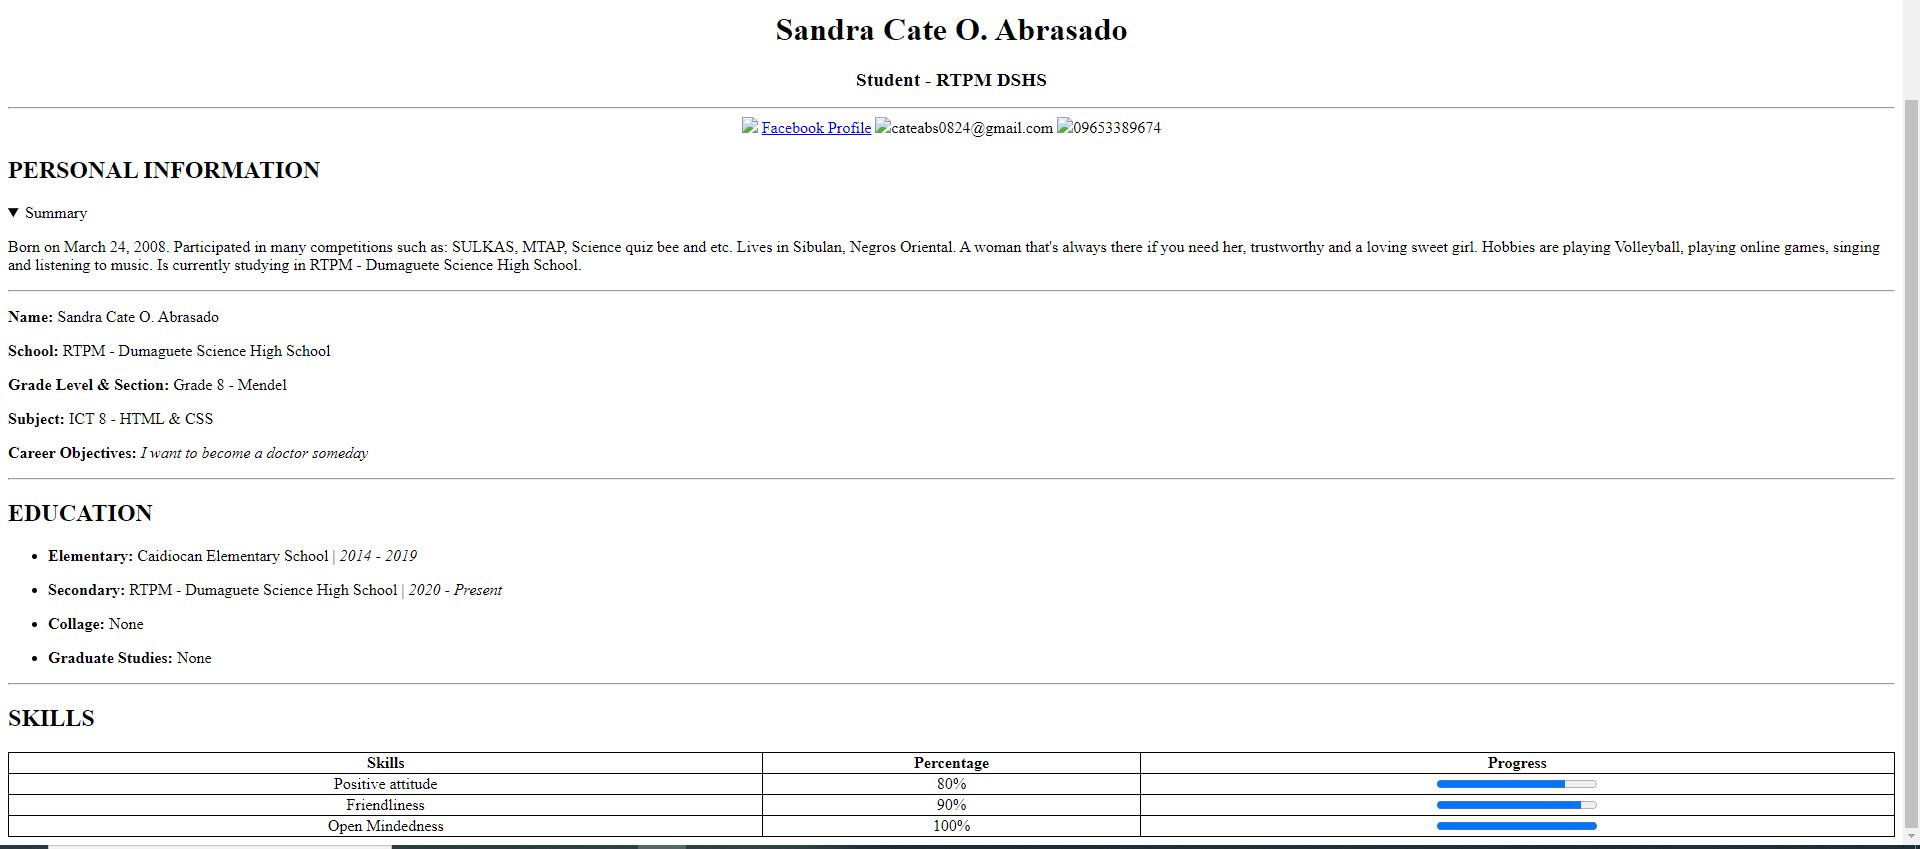 Sandra Cate O. Abrasado
Student - RTPM DSHS
Facebook Profile cateabs0824@gmail.com 09653389674
PERSONAL INFORMATION
▼ Summary
Born on March 24, 2008. Participated in many competitions such as: SULKAS, MTAP, Science quiz bee and etc. Lives in Sibulan, Negros Oriental. A woman that's always there if you need her, trustworthy and a loving sweet girl. Hobbies are playing Volleyball, playing online games, singing
and listening to music. Is currently studying in RTPM - Dumaguete Science High School.
Name: Sandra Cate O. Abrasado
School: RTPM - Dumaguete Science High School
Grade Level & Section: Grade 8 - Mendel
Subject: ICT 8 - HTML & CSS
Career Objectives: I want to become a doctor someday
EDUCATION
• Elementary: Caidiocan Elementary School | 2014 - 2019
• Secondary: RTPM - Dumaguete Science High School | 2020 - Present
• Collage: None
• Graduate Studies: None
SKILLS
Skills Percentage Progress
Positive attitude 80%
Friendliness 90%
Open Mindedness 100%